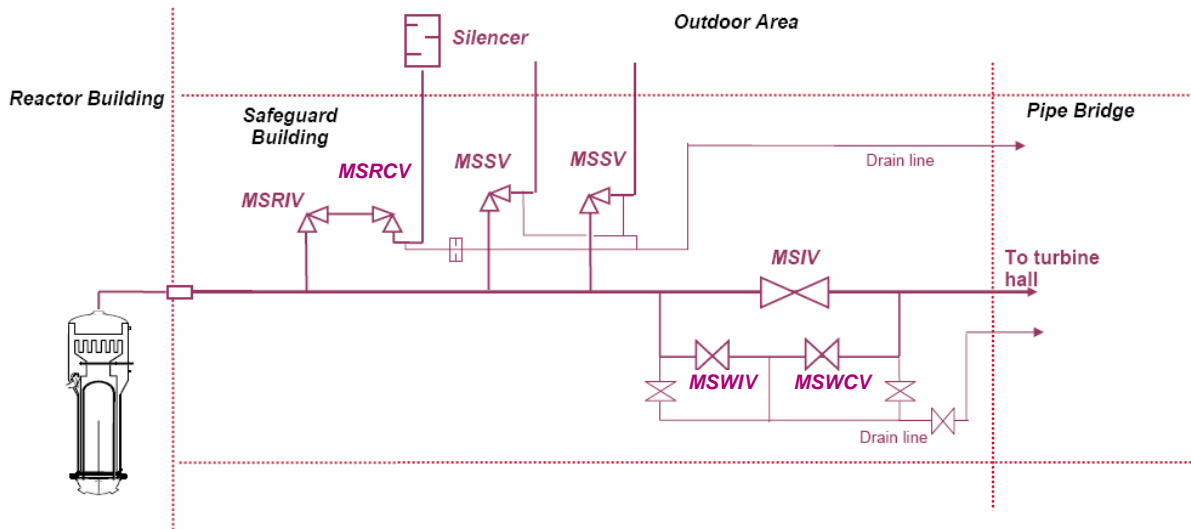 Outdoor Area
Silencer
Reactor Building
Safeguard
Building
Pipe Bridge
MSRCV
MSSV
MSSV
Drain line
MSRIV
MSIV
To turbine
hall
MSWIV
MSWCV
Drain line